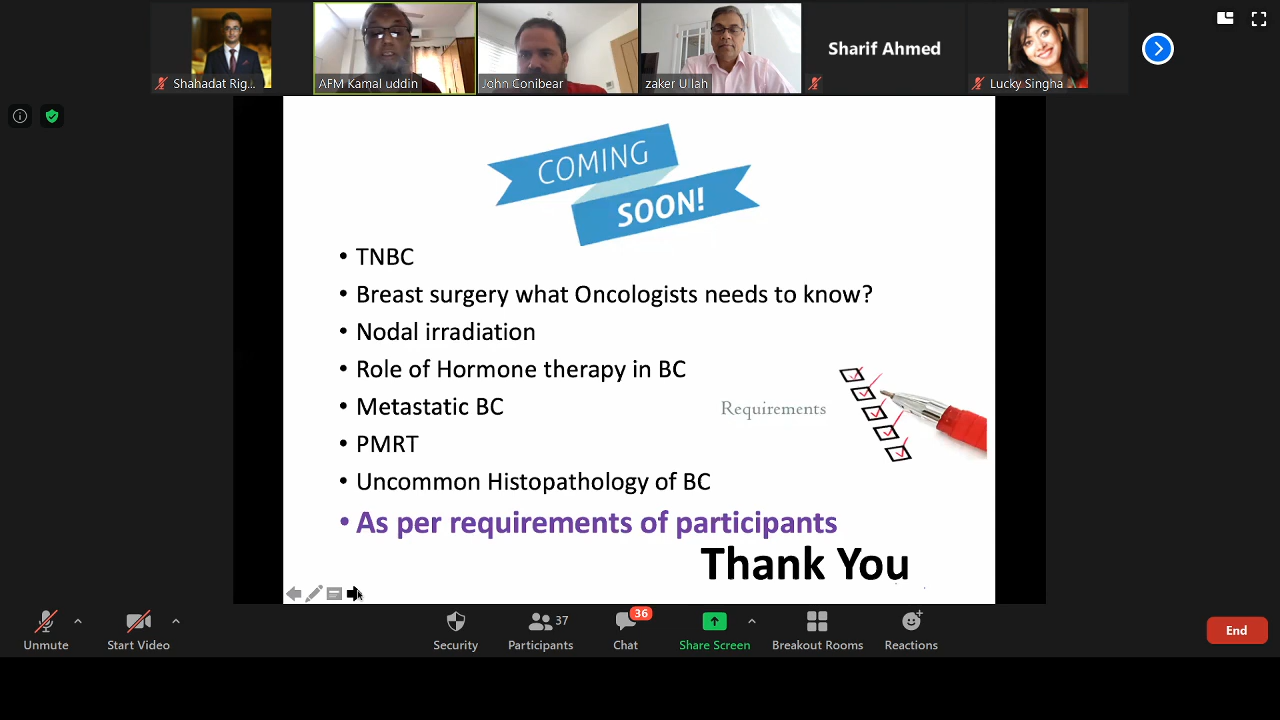 Shahadat Rig...
AFM Kamal uddin
John Conibear
zaker Ullah
Sharif Ahmed
Lucky Singha
COMING
SOON!
• TNBC
• Breast surgery what Oncologists needs to know?
• Nodal irradiation
• Role of Hormone therapy in BC
• Metastatic BC
Requirements
• PMRT
• Uncommon Histopathology of BC
• As per requirements of participants
Thank You
Unmute
Start Video
Security
Participants 37
Chat 36
Share Screen
Breakout Rooms
Reactions
End